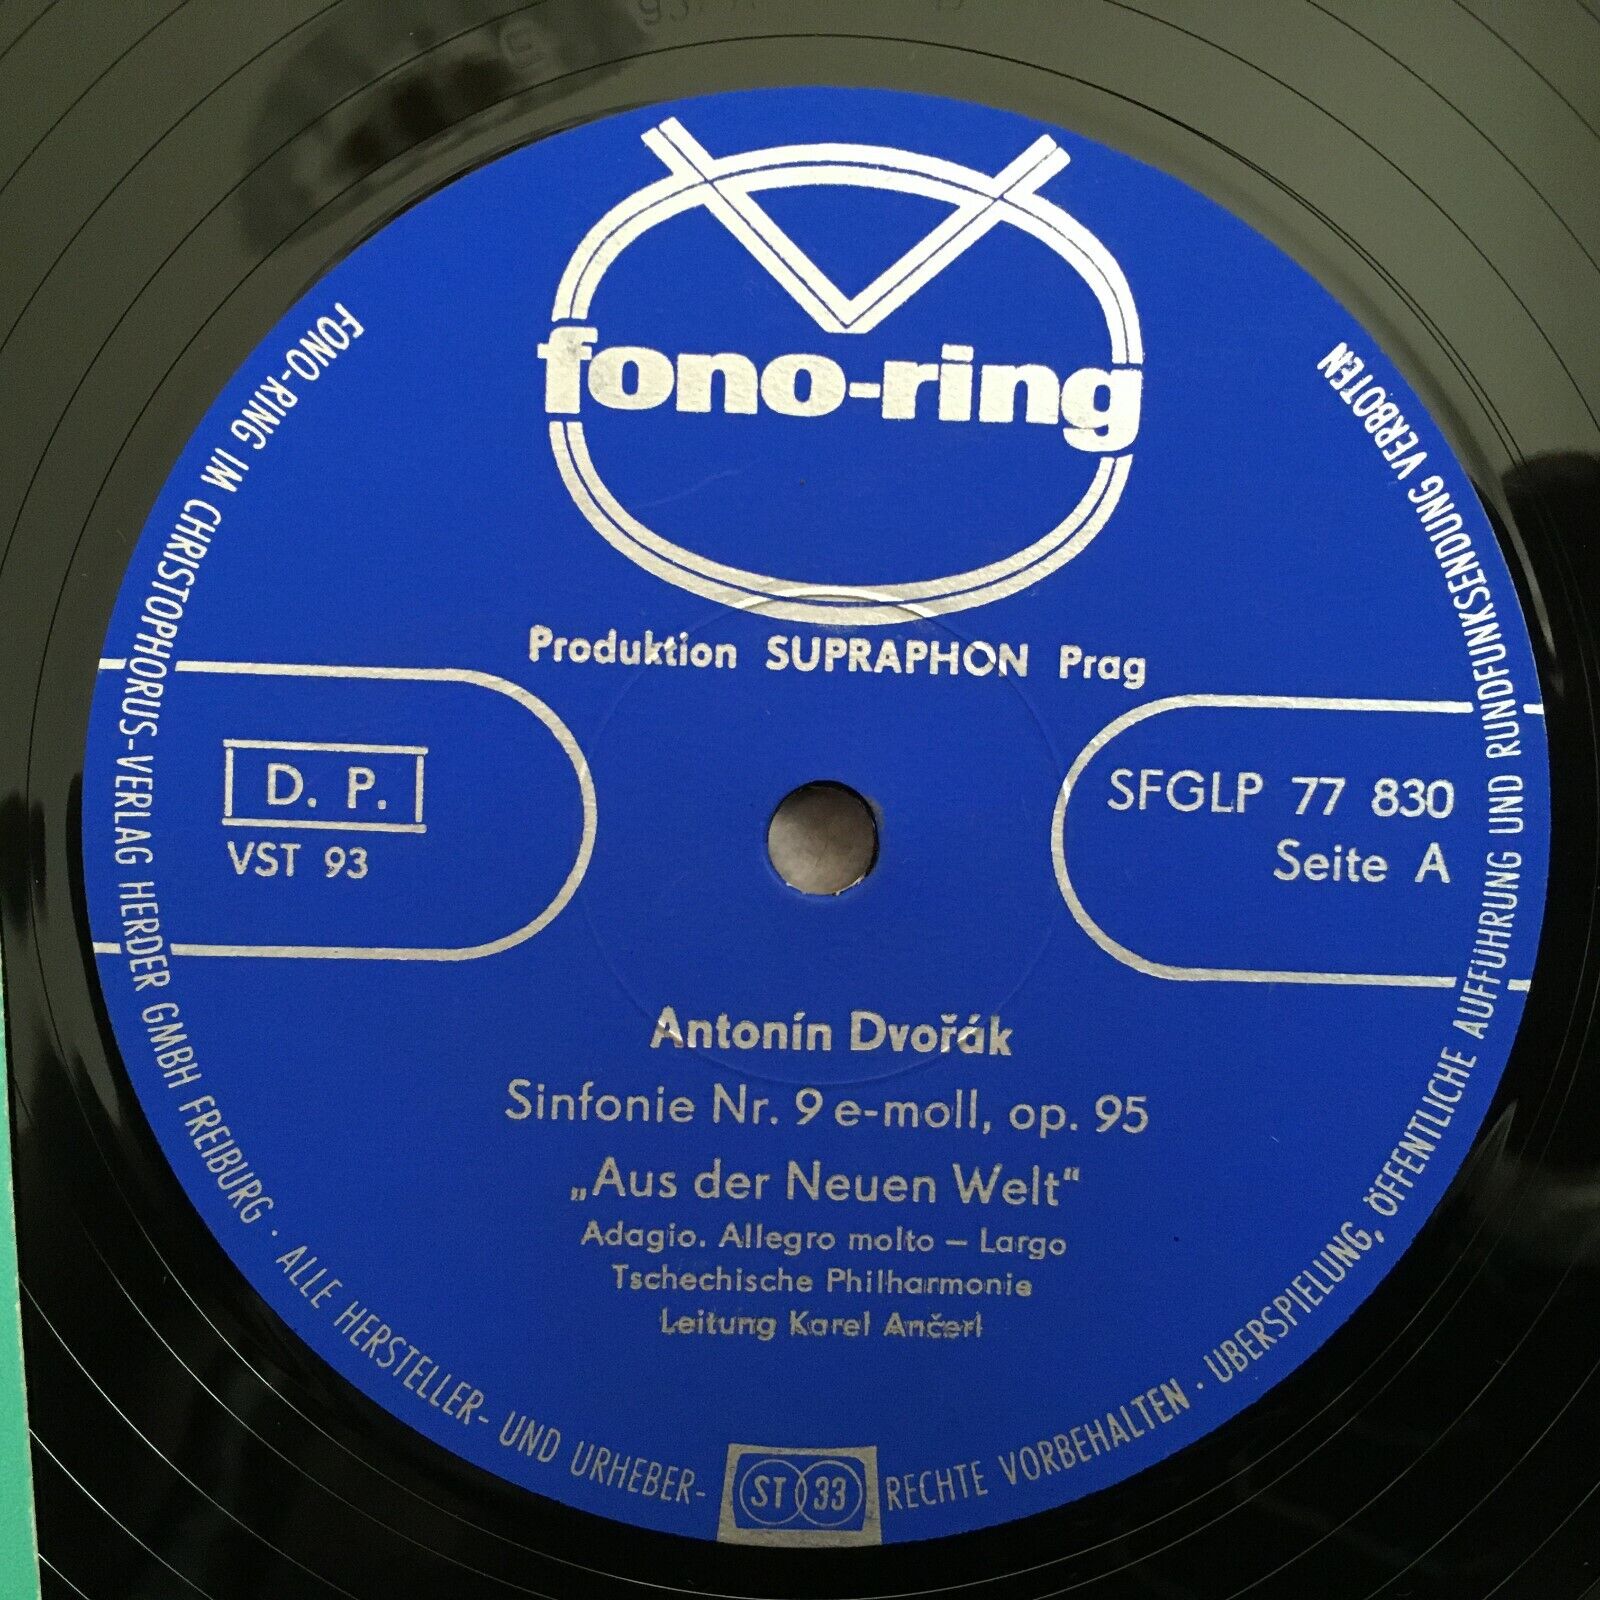 fono-ring
Produktion SUPRAPHON Prag
D. P.
VST 93
SFGLP 77 830
Seite A
Antonín Dvořák
Sinfonie Nr. 9 e-moll, op. 95
„Aus der Neuen Welt“
Adagio. Allegro molto – Largo
Tschechische Philharmonie
Leitung Karel Ančerl
FONO-RING IM CHRISTOPHORUS-VERLAG HERDER GMBH FREIBURG · ALLE HERSTELLER- UND URHEBER-
ST 33
RECHTE VORBEHALTEN · ÜBERSPIELUNG, ÖFFENTLICHE AUFFÜHRUNG UND RUNDFUNKSENDUNG VERBOTEN